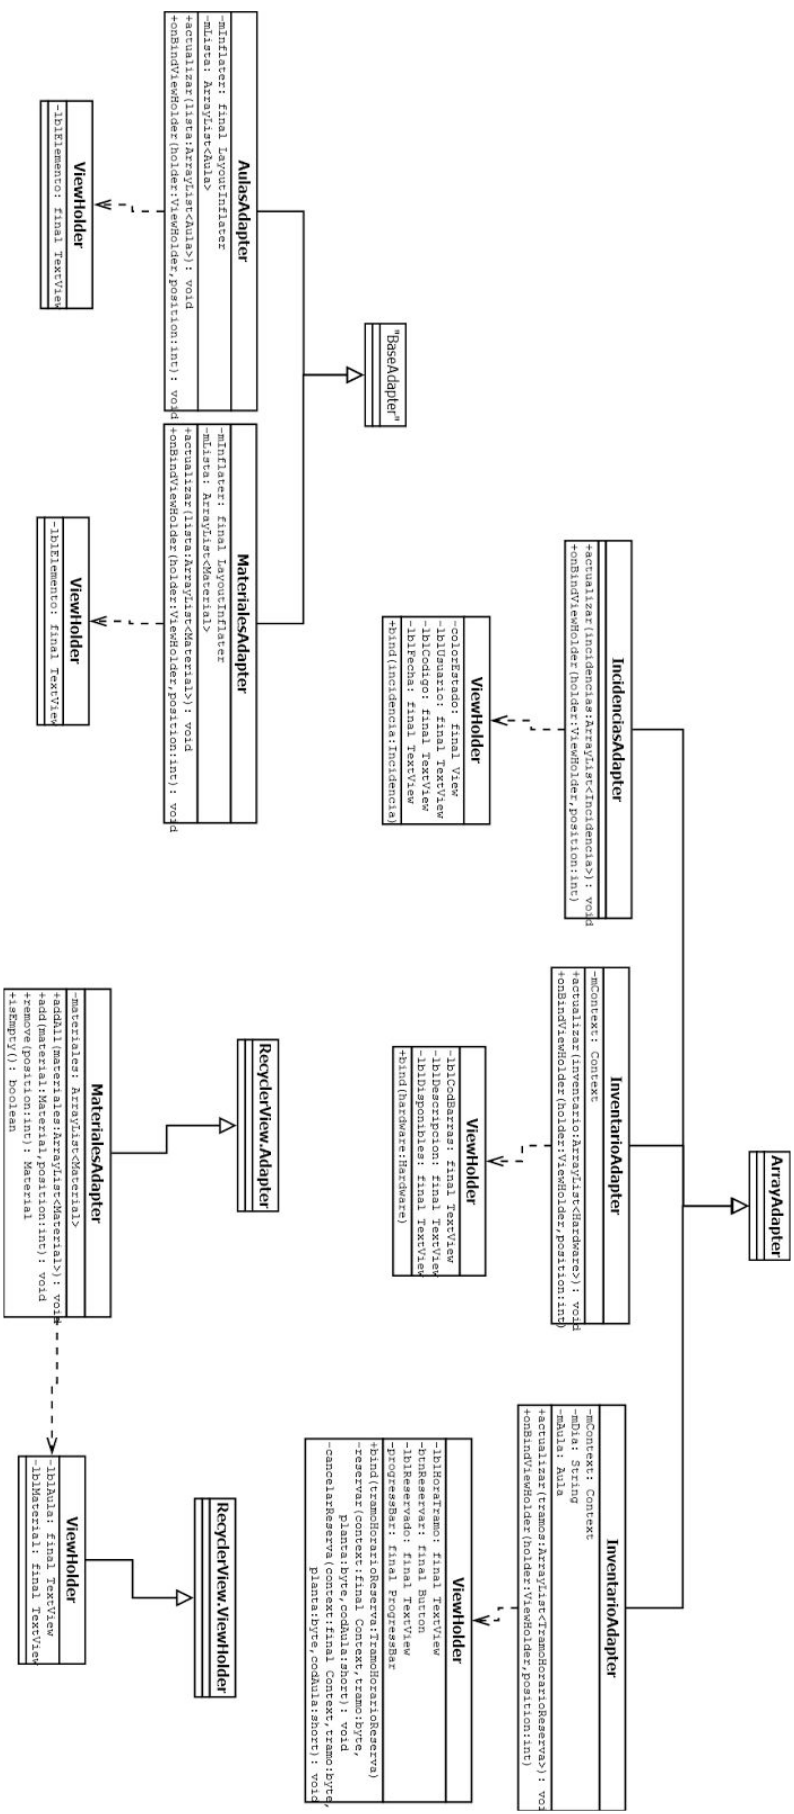 ArrayAdapter
IncidenciasAdapter
+actualizar(incidencias:ArrayList<Incidencia>): void
+onBindViewHolder(holder:ViewHolder,position:int)
InventarioAdapter
-mContext: Context
+actualizar(inventario:ArrayList<Hardware>): void
+onBindViewHolder(holder:ViewHolder,position:int)
InventarioAdapter
-mContext: Context
-mDia: String
-mAula: Aula
+actualizar(tramos:ArrayList<TramoHorarioReserva>): void
+onBindViewHolder(holder:ViewHolder,position:int)
ViewHolder
-colorEstado: final View
-lblUsuario: final TextView
-lblCodigo: final TextView
-lblFecha: final TextView
+bind(incidencia:Incidencia)
ViewHolder
-lblCodBarras: final TextView
-lblDescripcion: final TextView
-lblDisponibles: final TextView
+bind(hardware:Hardware)
ViewHolder
-lblHoraTramo: final TextView
-btnReservar: final Button
-lblReservado: final TextView
-progressBar: final ProgressBar
+bind(tramoHorarioReserva:TramoHorarioReserva)
-reservar(context:final Context,tramo:byte,
planta:byte,codAula:short): void
-cancelarReserva(context:final Context,tramo:byte,
planta:byte,codAula:short): void
"BaseAdapter"
AulasAdapter
-mInflater: final LayoutInflater
-mLista: ArrayList<Aula>
+actualizar(lista:ArrayList<Aula>): void
+onBindViewHolder(holder:ViewHolder,position:int): void
MaterialesAdapter
-mInflater: final LayoutInflater
-mLista: ArrayList<Material>
+actualizar(lista:ArrayList<Material>): void
+onBindViewHolder(holder:ViewHolder,position:int): void
ViewHolder
-lblElemento: final TextView
ViewHolder
-lblElemento: final TextView
RecyclerView.Adapter
RecyclerView.ViewHolder
MaterialesAdapter
-materiales: ArrayList<Material>
+addAll(materiales:ArrayList<Material>): void
+add(material:Material,position:int): void
+remove(position:int): Material
+isEmpty(): boolean
ViewHolder
-lblAula: final TextView
-lblMaterial: final TextView